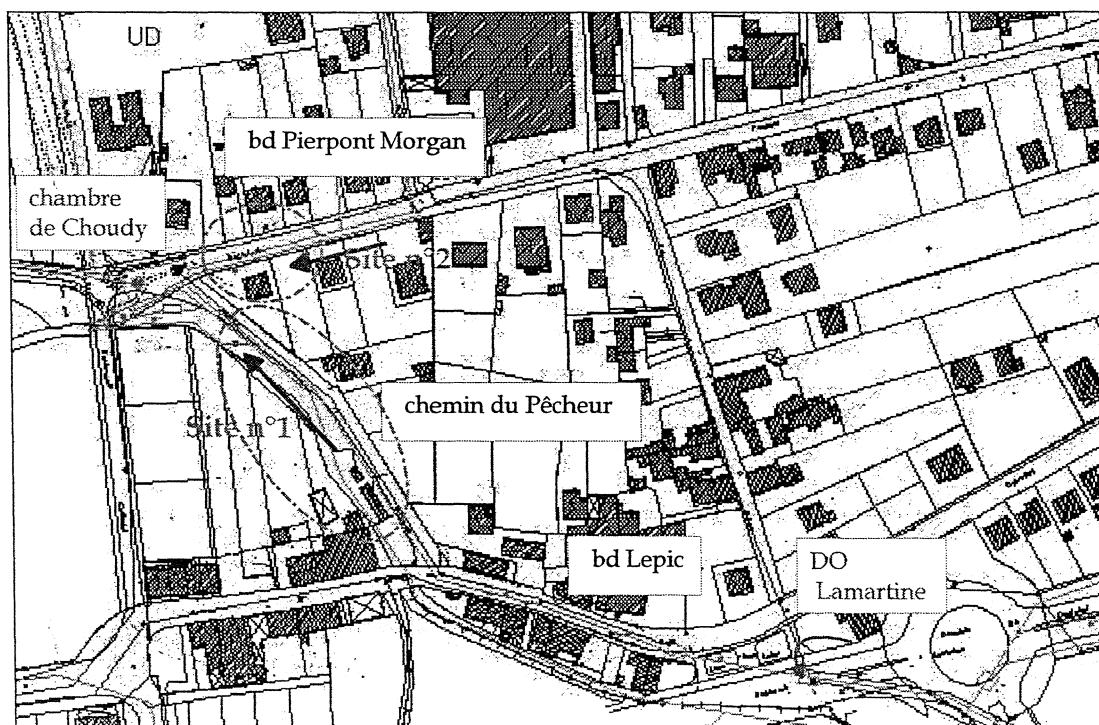 UD
bd Pierpont Morgan
chambre
de Choudy
Site n°2
chemin du Pêcheur
Site n°1
bd Lepic
DO
Lamartine